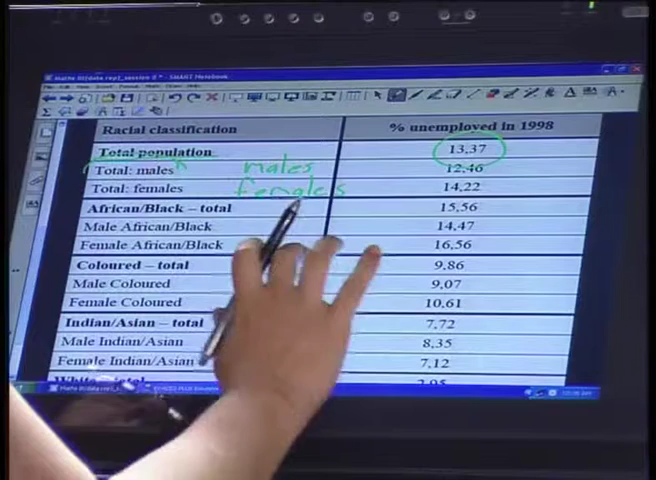 Racial classification % unemployed in 1998
Total population 13,37
Total: males males 12,46
Total: females females 14,22
African/Black – total 15,56
Male African/Black 14,47
Female African/Black 16,56
Coloured – total 9,86
Male Coloured 9,07
Female Coloured 10,61
Indian/Asian – total 7,72
Male Indian/Asian 8,35
Female Indian/Asian 7,12